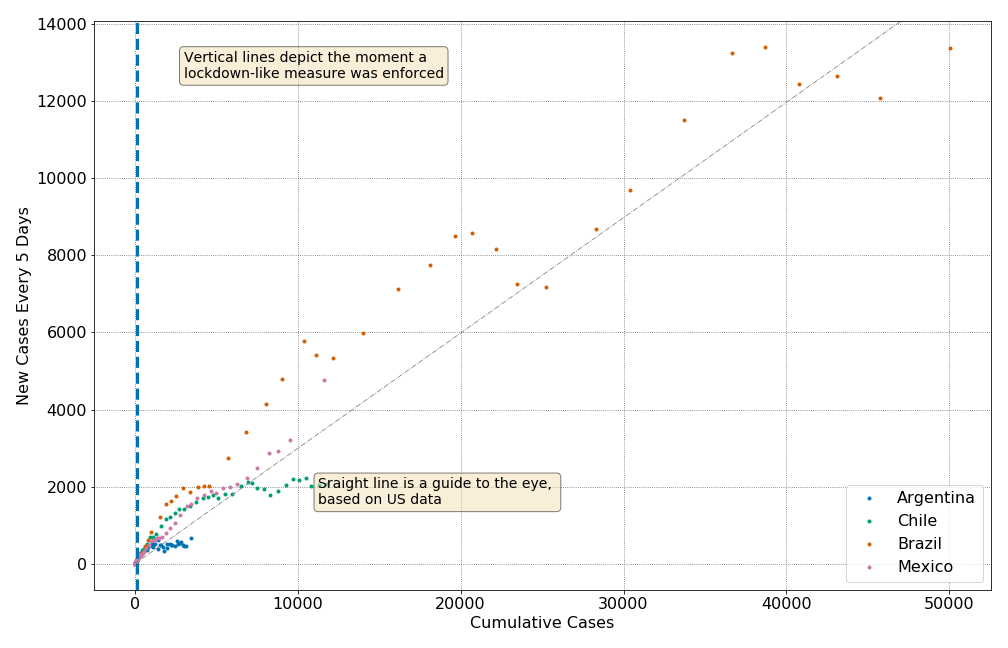 14000
12000
10000
8000
6000
4000
2000
0
New Cases Every 5 Days
Vertical lines depict the moment a
lockdown-like measure was enforced
Sraight line is a guide to the eye,
based on US data
Argentina
Chile
Brazil
Mexico
0
10000
20000
30000
40000
50000
Cumulative Cases